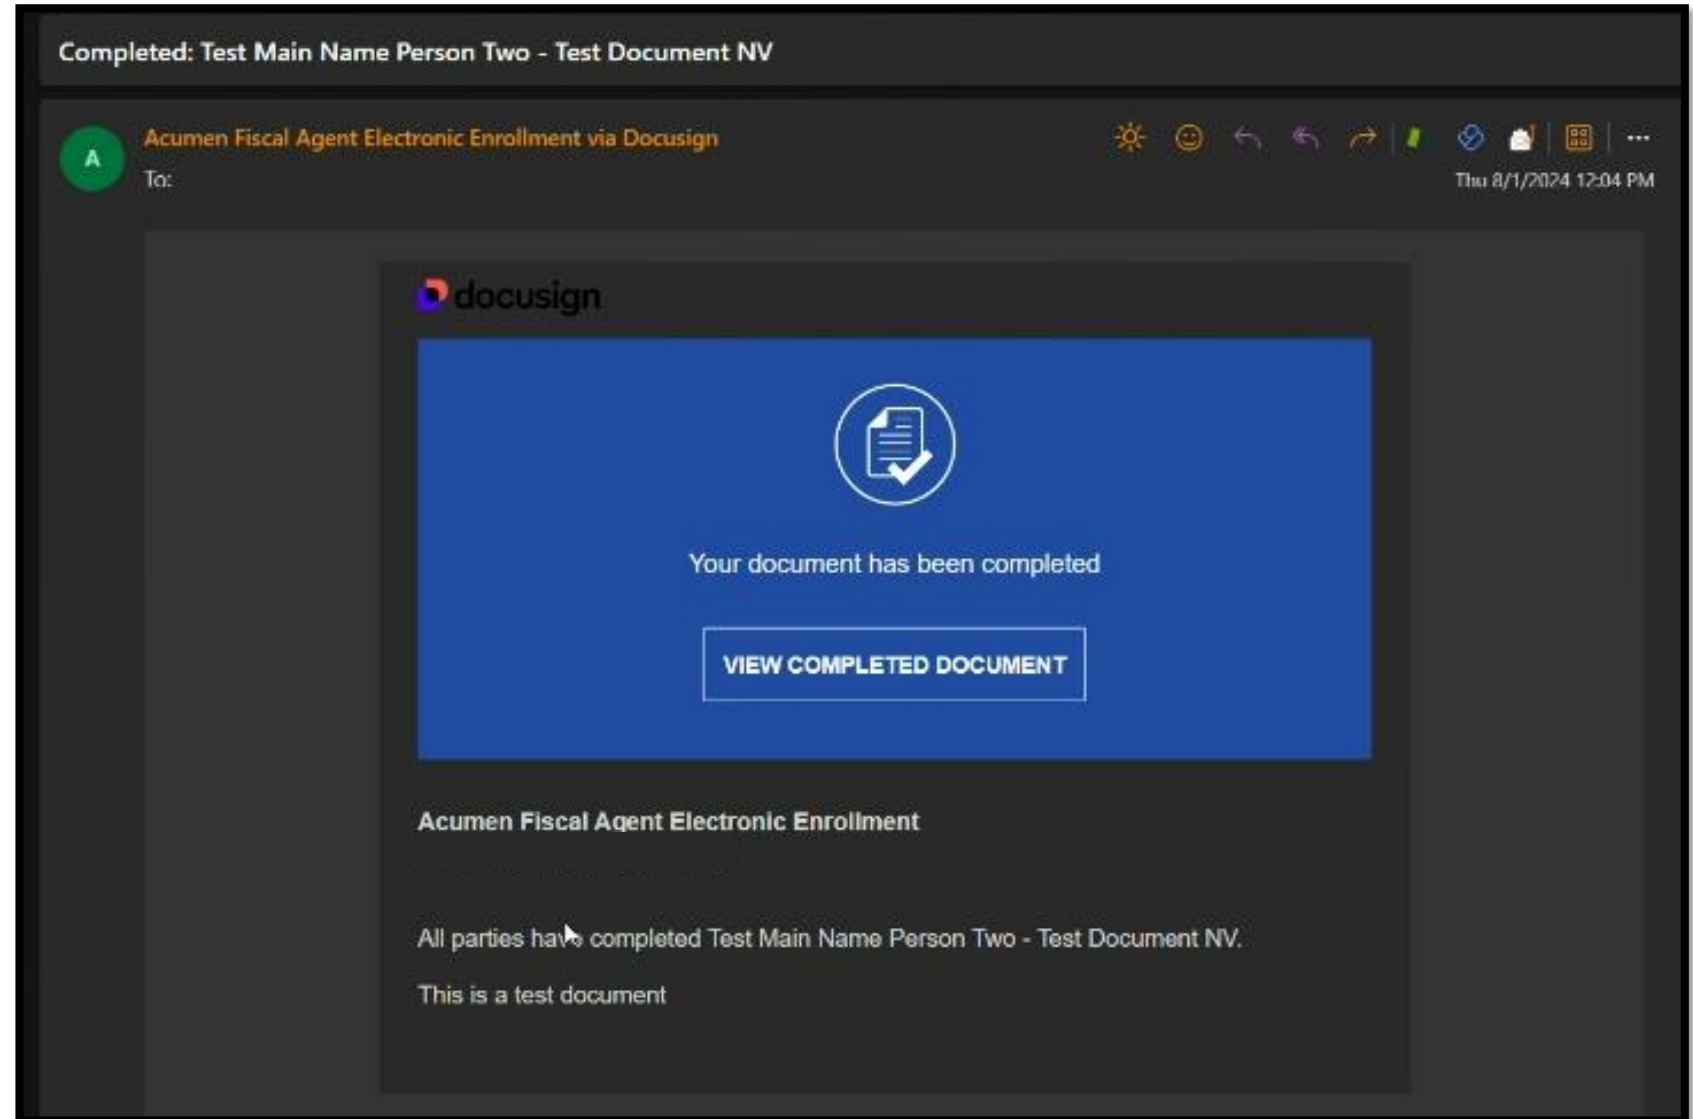 Completed: Test Main Name Person Two - Test Document NV
A
Acumen Fiscal Agent Electronic Enrollment via Docusign
To:
Thu 8/1/2024 12:04 PM
docusign
Your document has been completed
VIEW COMPLETED DOCUMENT
Acumen Fiscal Agent Electronic Enrollment
All parties have completed Test Main Name Person Two - Test Document NV.
This is a test document